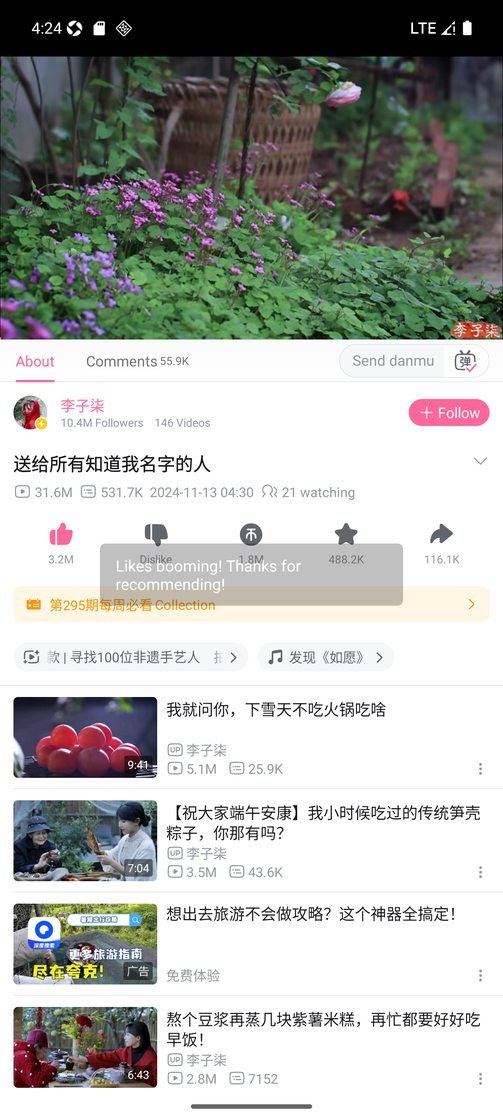 4:24
LTE
李子柒
About
Comments 55.9K
Send danmu
弹
李子柒
10.4M Followers 146 Videos
Follow
送给所有知道我名字的人
31.6M 531.7K 2024-11-13 04:30 21 watching
3.2M
Dislike
1.8M
488.2K
116.1K
Likes booming! Thanks for
recommending!
第295期每周必看 Collection
款 | 寻找100位非遗手艺人
发现《如愿》
9:41
我就问你，下雪天不吃火锅吃啥
UP 李子柒
5.1M 25.9K
7:04
【祝大家端午安康】我小时候吃过的传统笋壳
粽子，你那有吗？
UP 李子柒
3.5M 43.6K
深度搜索
更多旅游指南
尽在夸克！
广告
想出去旅游不会做攻略？这个神器全搞定！
免费体验
6:43
熬个豆浆再蒸几块紫薯米糕，再忙都要好好吃
早饭！
UP 李子柒
2.8M 7152